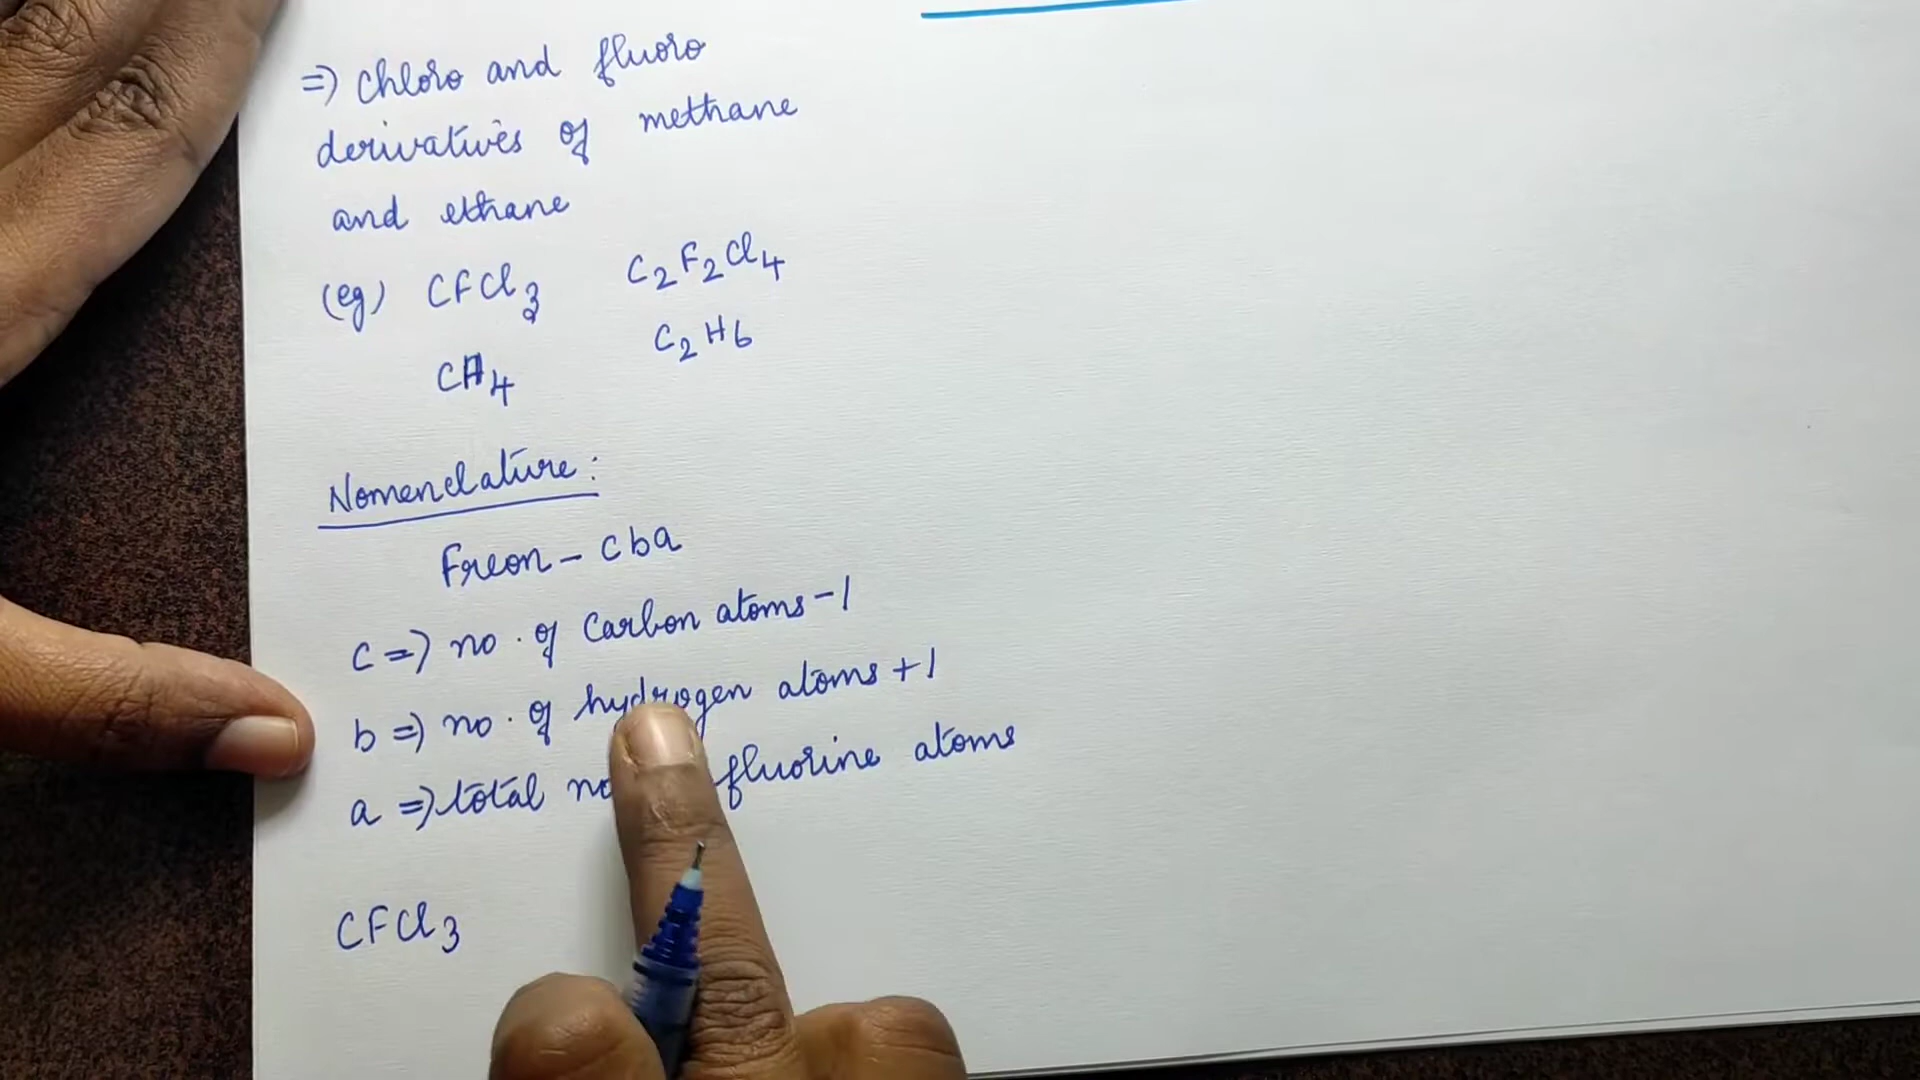 =) chloro and fluoro
derivatives of methane
and ethane
(eg) CFCl3 C2F2Cl4
CH4 C2H6
Nomenclature:
Freon - cba
c =) no. of carbon atoms - 1
b =) no. of hydrogen atoms + 1
a =) total no fluorine atoms
CFCl3